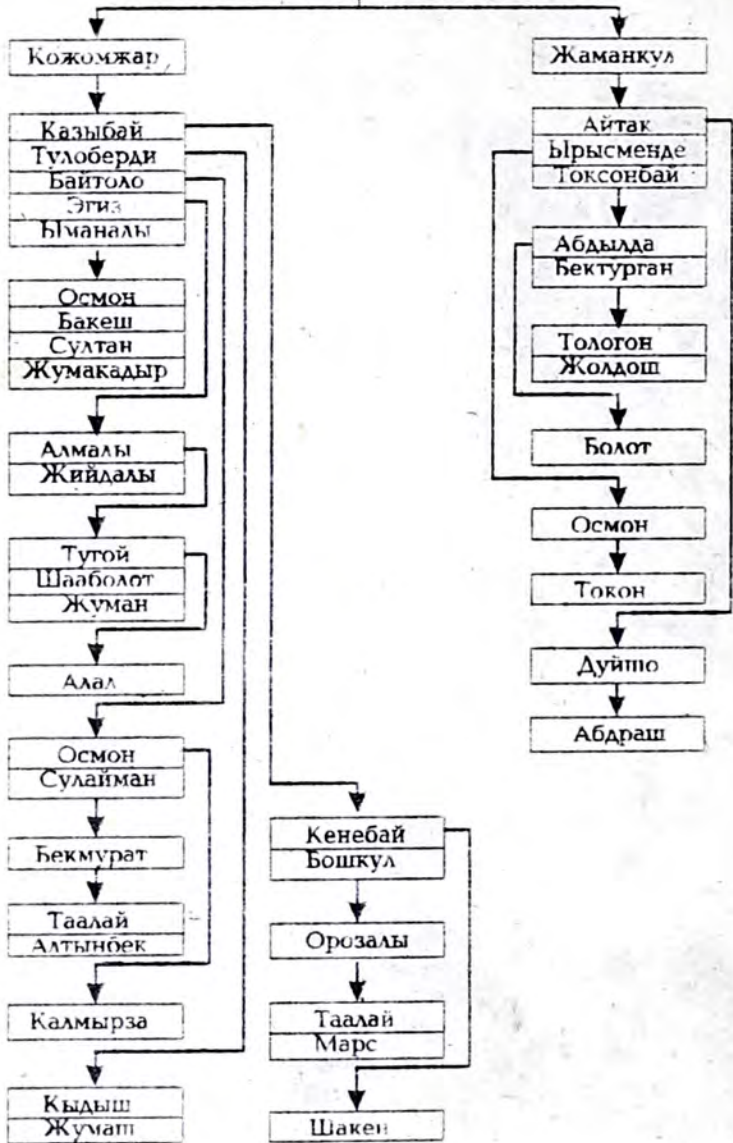 Кожомжар
Казыбай
Тулоберди
Байтоло
Эгиз
Ыманалы
Осмон
Бакеш
Султан
Жумакадыр
Алмалы
Жийдалы
Тугой
Шааболот
Жуман
Алал
Осмон
Сулайман
Бекмурат
Таалай
Алтынбек
Калмырза
Кыдыш
Жумаш
Кенебай
Бошкул
Орозалы
Таалай
Марс
Шакен
Жаманкул
Айтак
Ырысменде
Токсонбай
Абдылда
Бектурган
Тологон
Жолдош
Болот
Осмон
Токон
Дуйшо
Абдраш